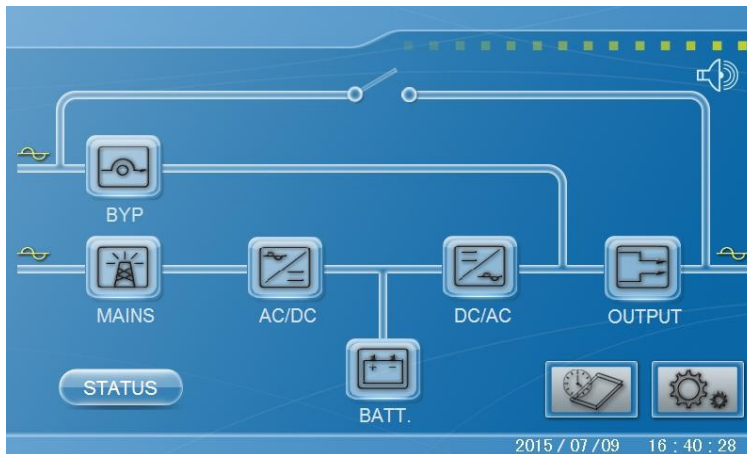 BYP
MAINS
AC/DC
DC/AC
OUTPUT
STATUS
BATT.
2015/07/09 16:40:28